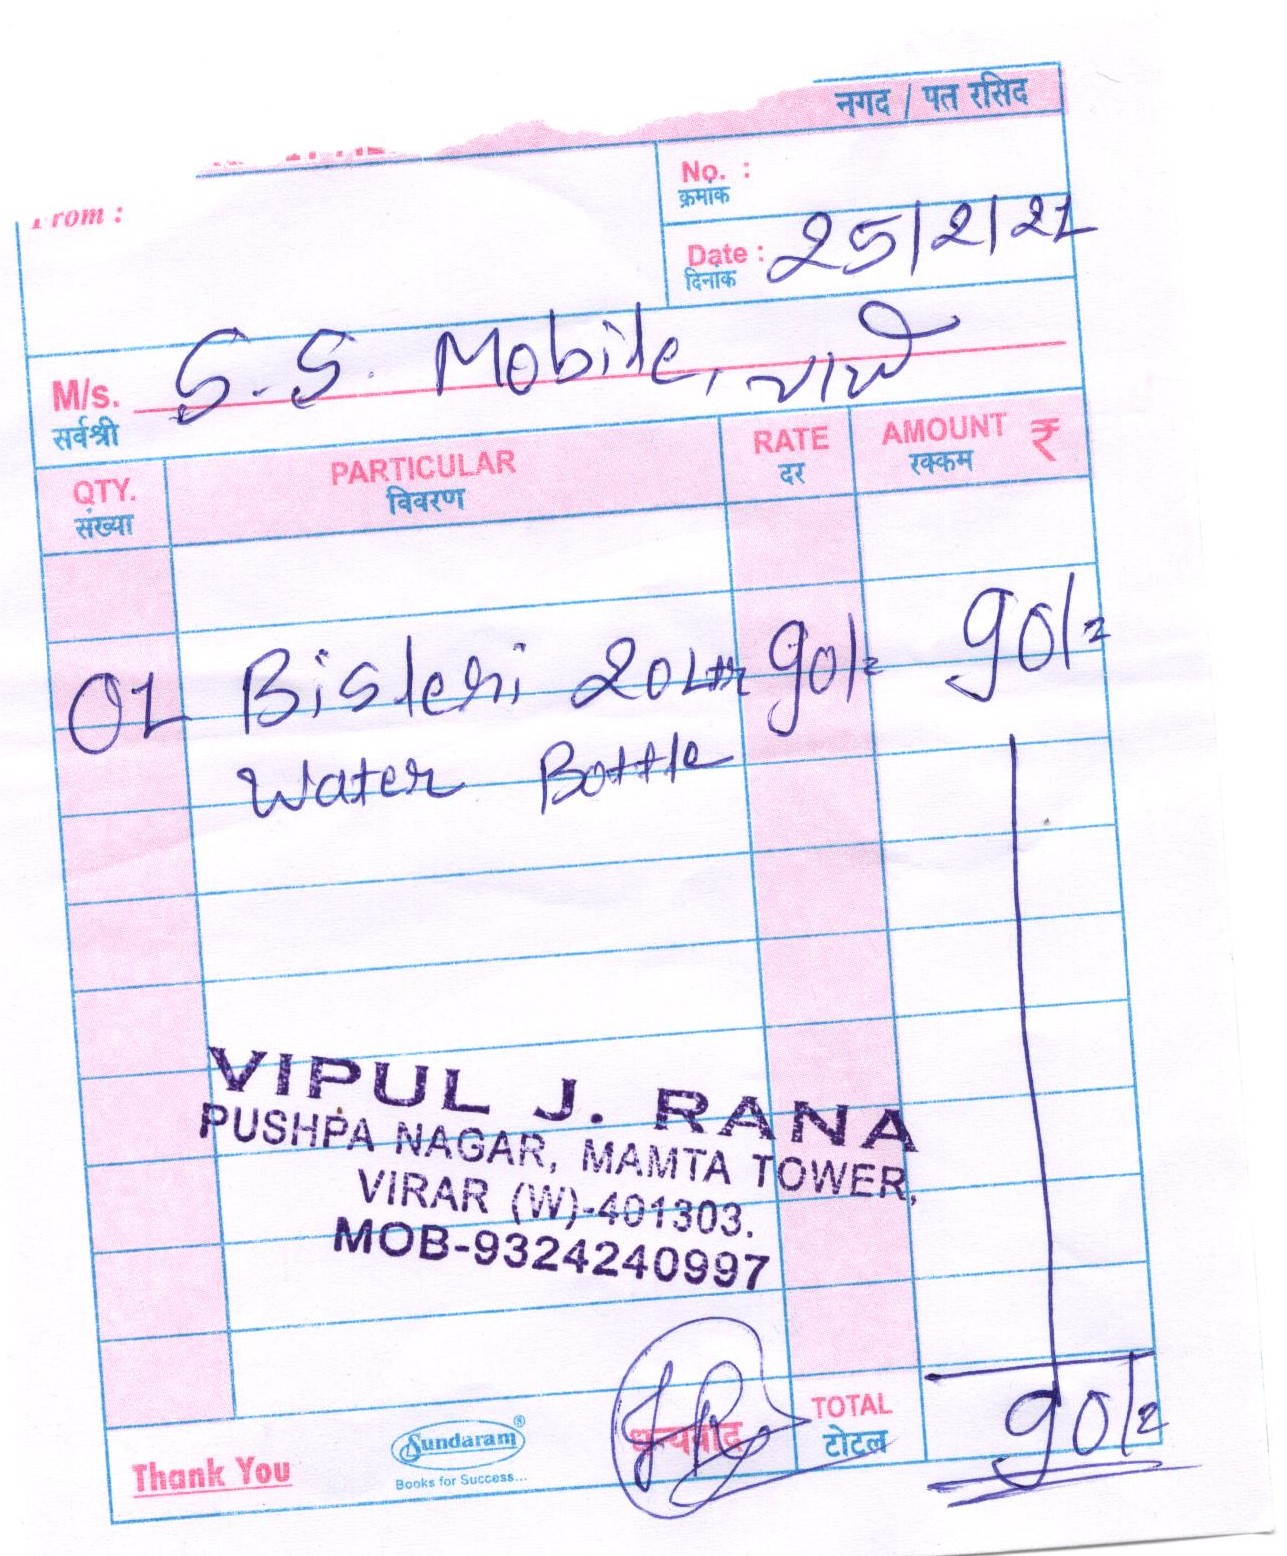 नगद / पत रसिद
From :
No. :
क्रमांक
Date : 25/2/21
दिनांक
M/s. S.S. Mobile,
सर्वश्री
QTY. PARTICULAR RATE AMOUNT ₹
संख्या विवरण दर रक्कम
01 Bisleri 20Ltr 90/= 90/=
Water Bottle
VIPUL J. RANA
PUSHPA NAGAR, MAMTA TOWER,
VIRAR (W)-401303.
MOB-9324240997
Thank You Sundaram® धन्यवाद TOTAL 90/=
Books for Success... टोटल